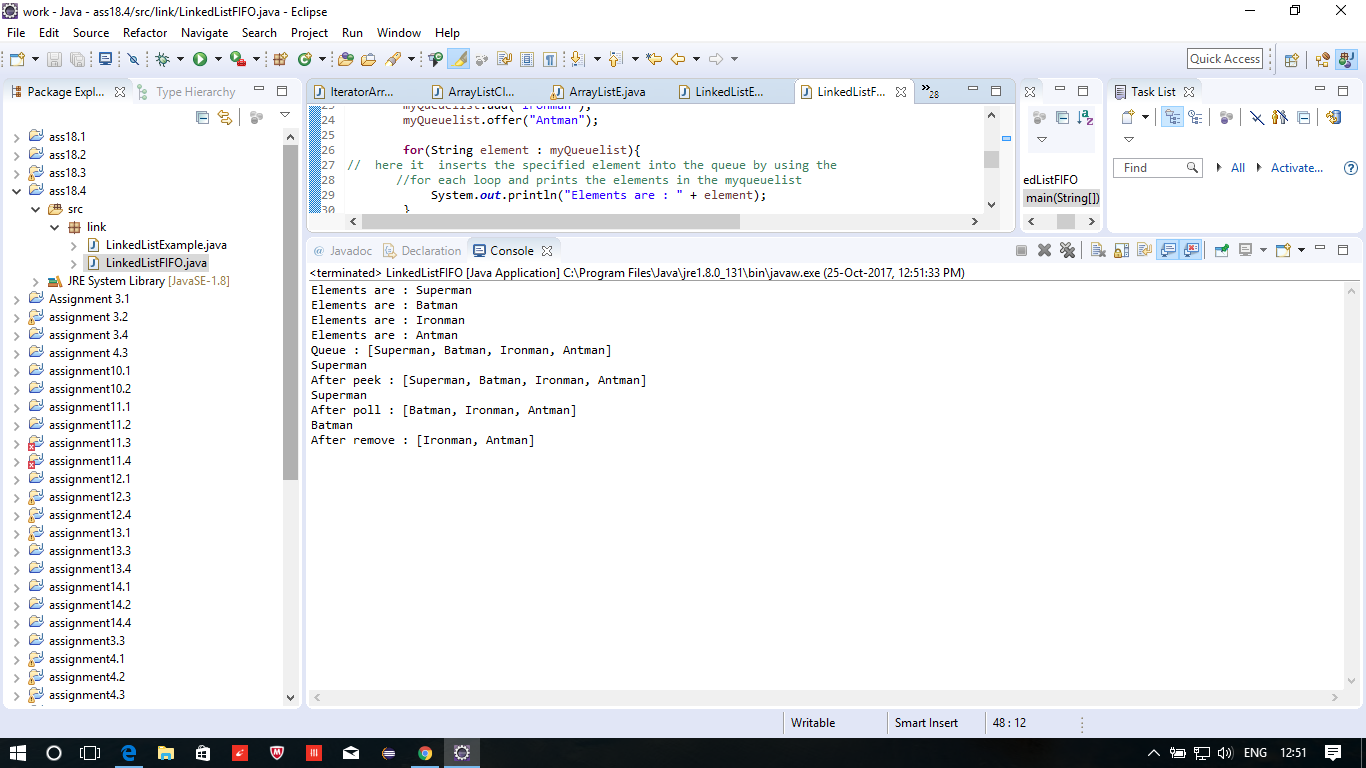 work - Java - ass18.4/src/link/LinkedListFIFO.java - Eclipse
File Edit Source Refactor Navigate Search Project Run Window Help
Quick Access
Package Expl...
Type Hierarchy
ass18.1
ass18.2
ass18.3
ass18.4
src
link
LinkedListExample.java
LinkedListFIFO.java
JRE System Library [JavaSE-1.8]
Assignment 3.1
assignment 3.2
assignment 3.4
assignment 4.3
assignment10.1
assignment10.2
assignment11.1
assignment11.2
assignment11.3
assignment11.4
assignment12.1
assignment12.3
assignment12.4
assignment13.1
assignment13.3
assignment13.4
assignment14.1
assignment14.2
assignment14.4
assignment3.3
assignment4.1
assignment4.2
assignment4.3
IteratorArr... ArrayListCl... ArrayListE.java LinkedListE... LinkedListF... »28
23 myQueuelist.add("Ironman");
24 myQueuelist.offer("Antman");
25
26 for(String element : myQueuelist){
27 // here it inserts the specified element into the queue by using the
28 //for each loop and prints the elements in the myqueuelist
29 System.out.println("Elements are : " + element);
30 }
edListFIFO
main(String[])
Task List
Find All Activate...
@ Javadoc Declaration Console
<terminated> LinkedListFIFO [Java Application] C:\Program Files\Java\jre1.8.0_131\bin\javaw.exe (25-Oct-2017, 12:51:33 PM)
Elements are : Superman
Elements are : Batman
Elements are : Ironman
Elements are : Antman
Queue : [Superman, Batman, Ironman, Antman]
Superman
After peek : [Superman, Batman, Ironman, Antman]
Superman
After poll : [Batman, Ironman, Antman]
Batman
After remove : [Ironman, Antman]
Writable Smart Insert 48 : 12
ENG 12:51